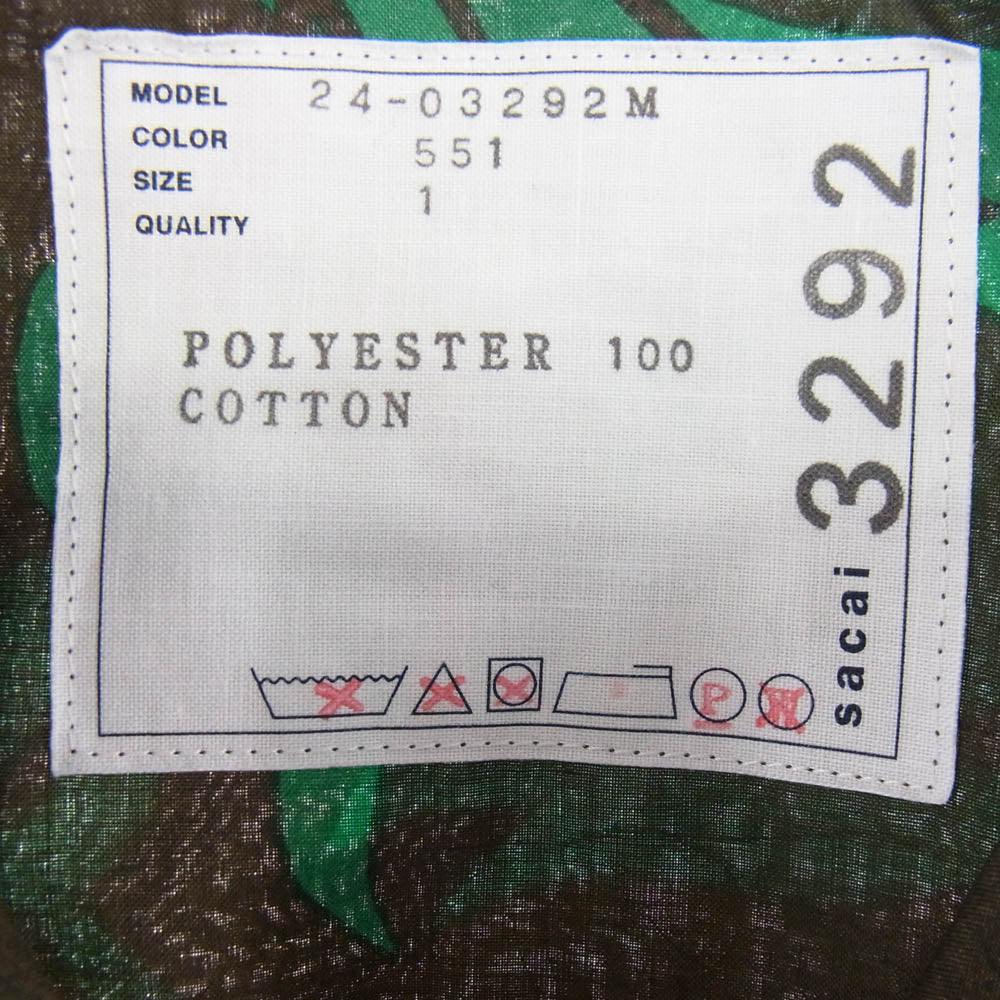 MODEL 24-03292M
COLOR 551
SIZE 1
QUALITY
POLYESTER 100
COTTON
P
W
sacai 3292